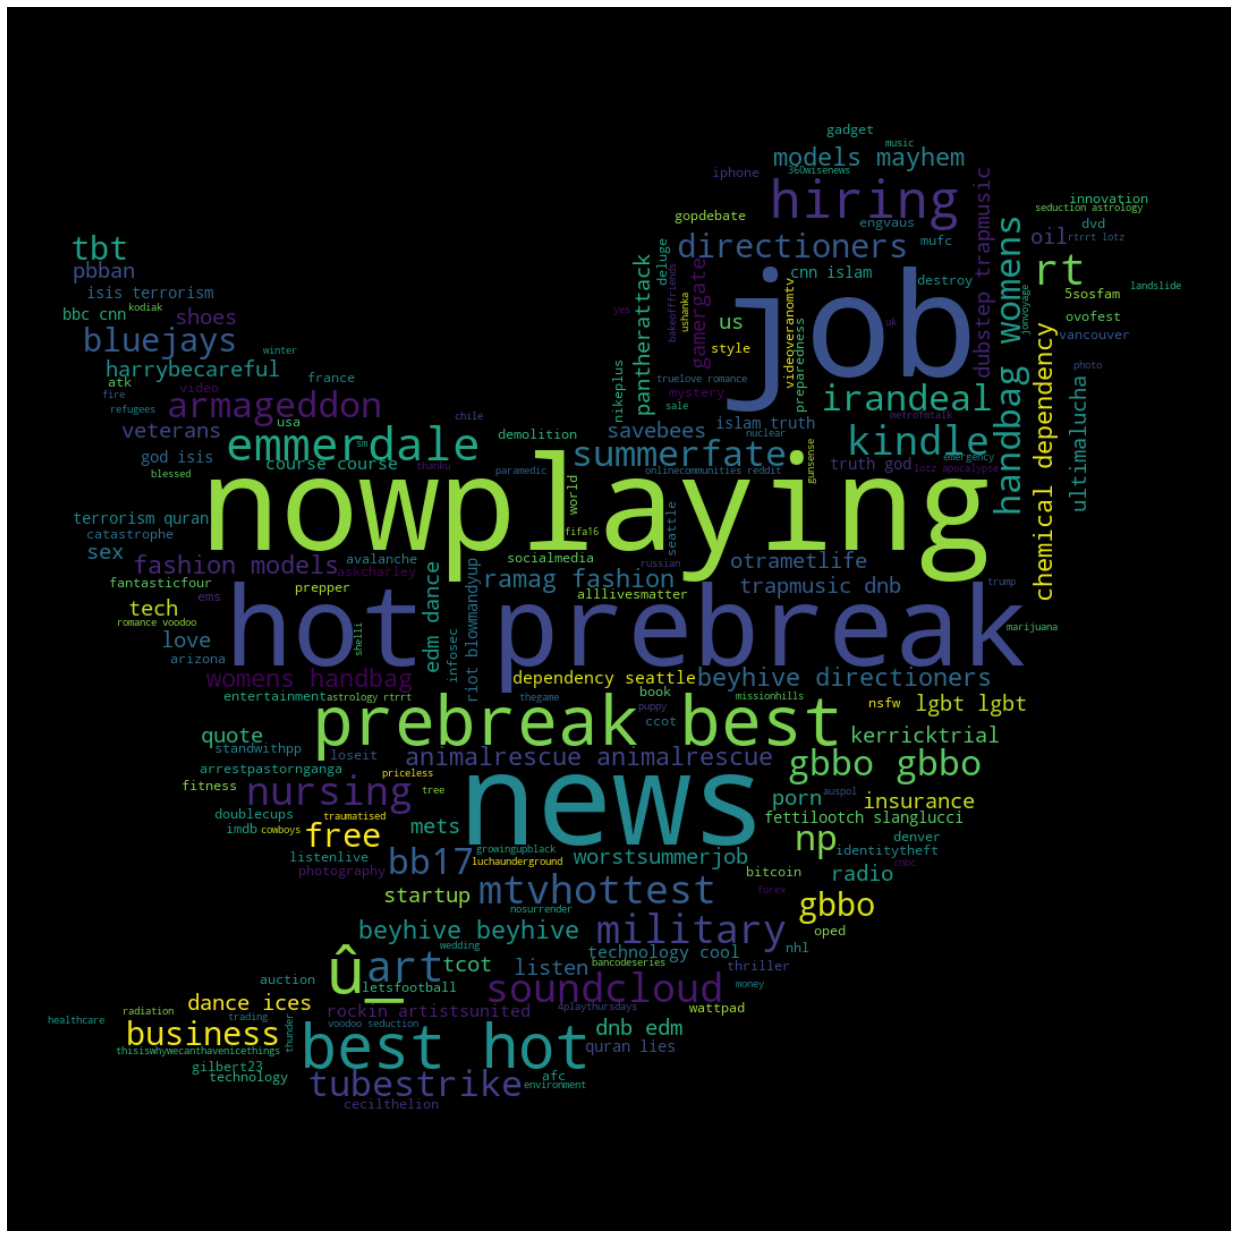 gadget
music
models mayhem
360wisenews
iphone
hiring
dubstep trapmusic
innovation
seduction astrology
gopdebate
engvaus
dvd
tbt
directioners
mufc
oil
rtrrt lotz
pbban
pantherattack
deluge
bakeoffriends
gamergate
cnn islam
destroy
handbag womens
rt
landslide
isis terrorism
kodiak
ushanka
job
jonvoyage
5sosfam
bbc cnn
shoes
yes
us
videoveranomtv
uk
ovofest
bluejays
winter
style
preparedness
chemical dependency
vancouver
harrybecareful
france
nikeplus
truelove romance
photo
atk
video
mystery
irandeal
ultimalucha
fire
armageddon
sale
refugees
usa
chile
islam truth
metrofmtalk
veterans
emmerdale
sm
demolition
savebees
nuclear
gunsense
kindle
god isis
course course
thanku
summerfate
truth god
emergency
blessed
paramedic
onlinecommunities reddit
lotz apocalypse
nowplaying
world
terrorism quran
catastrophe
fifa16
seattle
sex
avalanche
socialmedia
otrametlife
fashion models
askcharley
russian
fantasticfour
ems
prepper
edm dance
riot blowmandyup
ramag fashion
trapmusic dnb
trump
tech
alllivesmatter
romance voodoo
hot prebreak
marijuana
love
shelli
infosec
arizona
womens handbag
dependency seattle
beyhive directioners
entertainment
astrology rtrrt
thegame
book
missionhills
puppy
nsfw
lgbt lgbt
prebreak best
ccot
quote
kerricktrial
standwithpp
loseit
animalrescue animalrescue
gbbo gbbo
arrestpastornganga
priceless
fitness
nursing
tree
news
auspol
porn
insurance
doublecups
traumatised
fettilootch slanglucci
imdb
cowboys
free
mets
np
denver
growingupblack
identitytheft
listenlive
bb17
luchaunderground
worstsummerjob
cnbc
photography
bitcoin
radio
startup
mtvhottest
forex
gbbo
nosurrender
beyhive beyhive
military
oped
wedding
technology cool
nhl
û_
art
tcot
listen
bancodeseries
thriller
auction
letsfootball
soundcloud
money
dance ices
radiation
rockin artistsunited
4playthursdays
wattpad
healthcare
trading
voodoo seduction
business
thunder
best hot
dnb edm
thisiswhywecanthavenicethings
quran lies
gilbert23
technology
tubestrike
afc
environment
cecilthelion